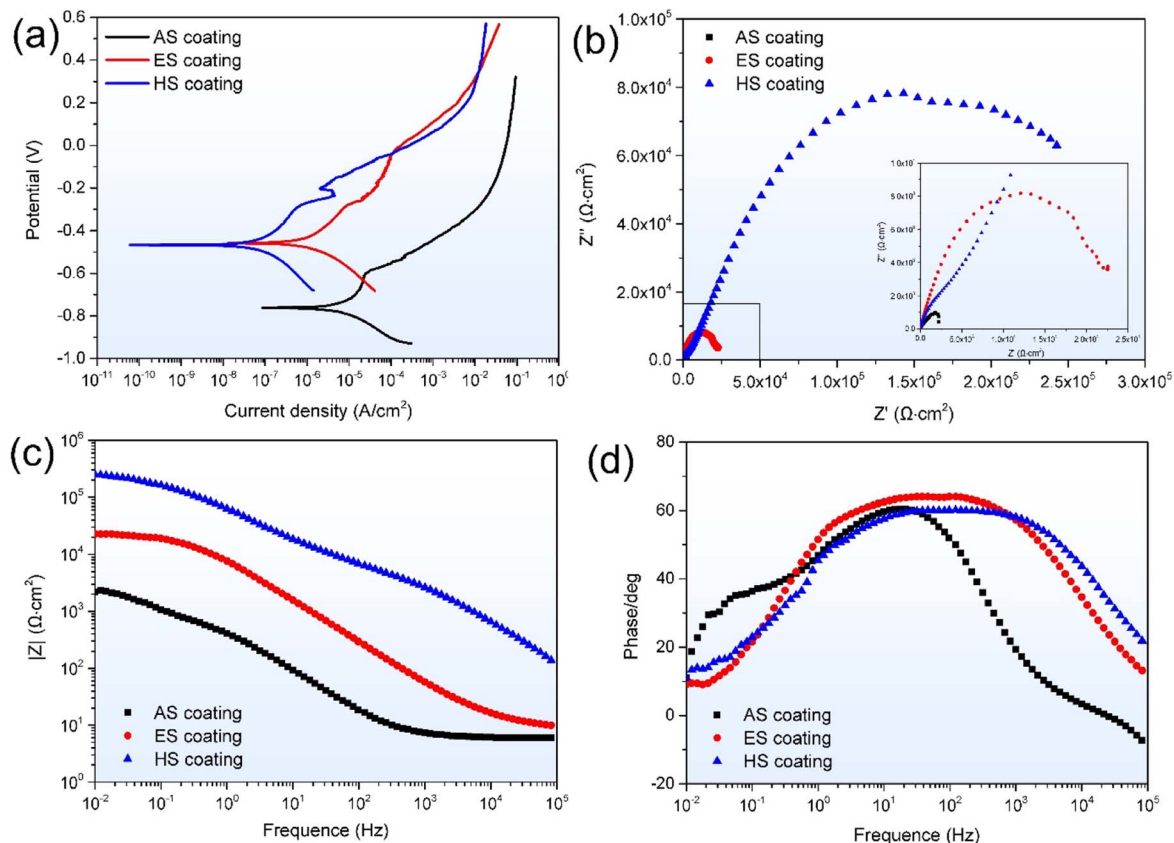 (a)
AS coating
ES coating
HS coating
0.6
0.4
0.2
0.0
-0.2
-0.4
-0.6
-0.8
-1.0
Potential (V)
10⁻¹¹ 10⁻¹⁰ 10⁻⁹ 10⁻⁸ 10⁻⁷ 10⁻⁶ 10⁻⁵ 10⁻⁴ 10⁻³ 10⁻² 10⁻¹ 10⁰
Current density (A/cm²)
(b)
AS coating
ES coating
HS coating
1.0x10⁵
8.0x10⁴
6.0x10⁴
4.0x10⁴
2.0x10⁴
0.0
Z'' (Ω·cm²)
0.0 5.0x10⁴ 1.0x10⁵ 1.5x10⁵ 2.0x10⁵ 2.5x10⁵ 3.0x10⁵
Z' (Ω·cm²)
Z'' (Ω·cm²)
0.0
(c)
10⁶
10⁵
10⁴
10³
10²
10¹
10⁰
|Z| (Ω·cm²)
AS coating
ES coating
HS coating
10⁻² 10⁻¹ 10⁰ 10¹ 10² 10³ 10⁴ 10⁵
Frequence (Hz)
(d)
80
60
40
20
0
-20
Phase/deg
AS coating
ES coating
HS coating
10⁻² 10⁻¹ 10⁰ 10¹ 10² 10³ 10⁴ 10⁵
Frequence (Hz)